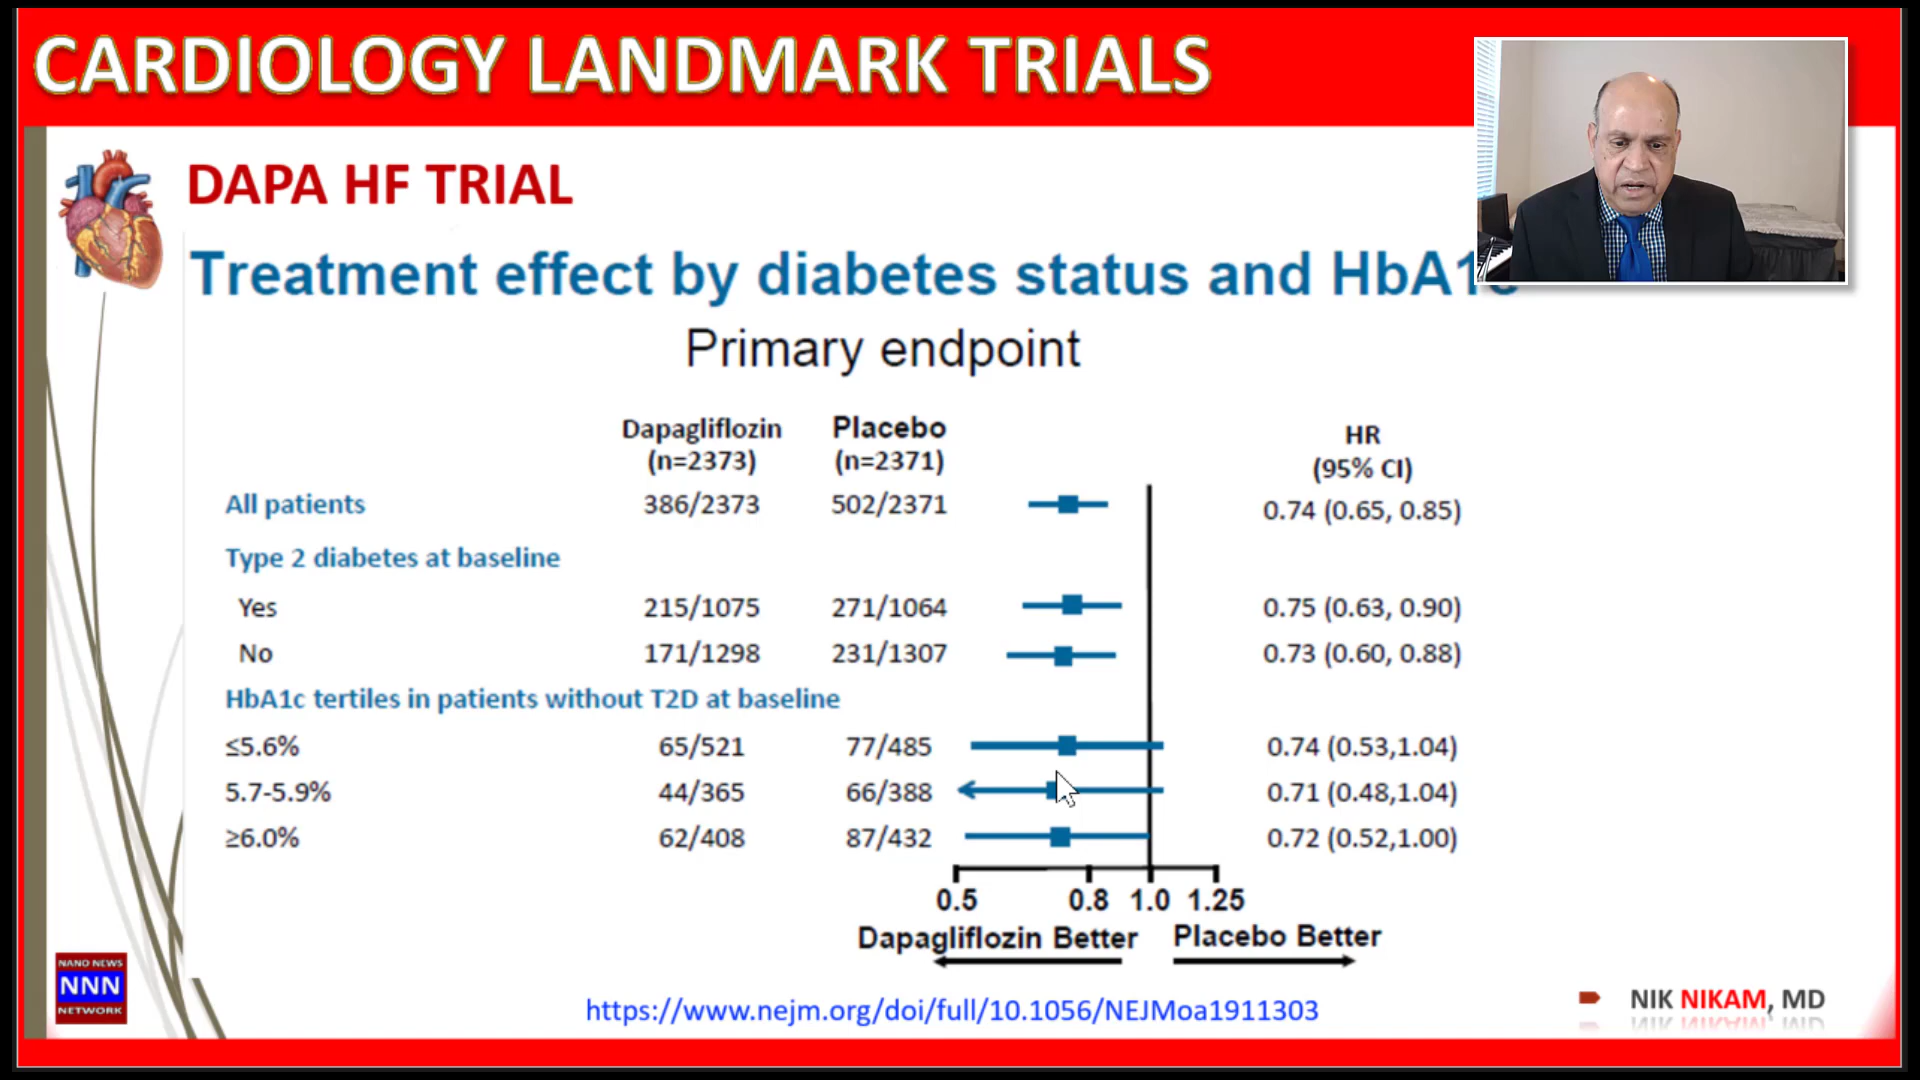 CARDIOLOGY LANDMARK TRIALS
DAPA HF TRIAL
Treatment effect by diabetes status and HbA1c
Primary endpoint
Dapagliflozin Placebo HR
(n=2373) (n=2371) (95% CI)
All patients 386/2373 502/2371 0.74 (0.65, 0.85)
Type 2 diabetes at baseline
Yes 215/1075 271/1064 0.75 (0.63, 0.90)
No 171/1298 231/1307 0.73 (0.60, 0.88)
HbA1c tertiles in patients without T2D at baseline
≤5.6% 65/521 77/485 0.74 (0.53,1.04)
5.7-5.9% 44/365 66/388 0.71 (0.48,1.04)
≥6.0% 62/408 87/432 0.72 (0.52,1.00)
0.5 0.8 1.0 1.25
Dapagliflozin Better Placebo Better
NANO NEWS
NNN
NETWORK
https://www.nejm.org/doi/full/10.1056/NEJMoa1911303
NIK NIKAM, MD